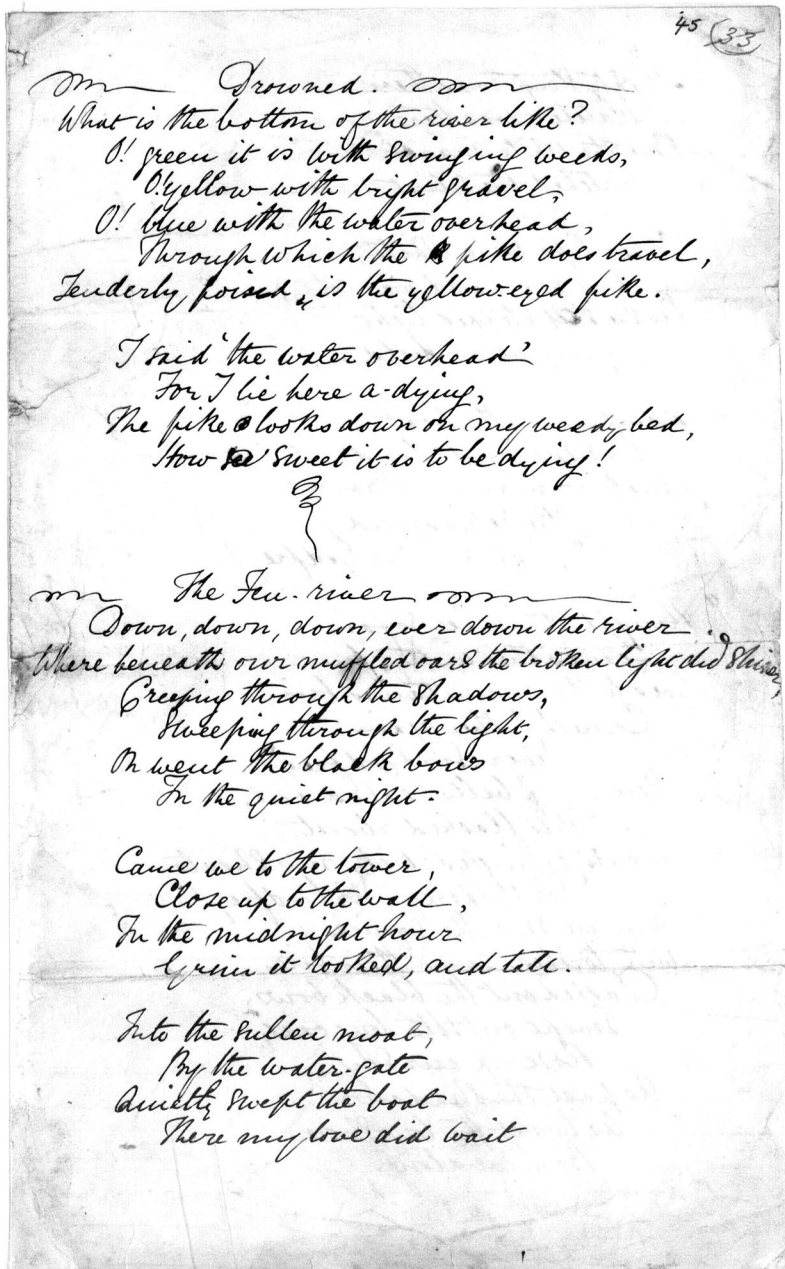 45 (33)
Drowned.
What is the bottom of the river like?
O! green it is with swinging weeds,
O! yellow with bright gravel,
O! blue with the water overhead,
Through which the pike does travel,
Tenderly poised, is the yellow-eyed pike.
I said 'the water overhead'
For I lie here a-dying,
The pike looks down on my weedy bed,
How sweet it is to be dying!
The Fen-river
Down, down, down, ever down the river
Where beneath our muffled oars the broken light did shiver,
Creeping through the shadows,
Sweeping through the light,
On went the black bows
In the quiet night.
Came we to the tower,
Close up to the wall,
In the midnight hour
Grim it looked, and tall.
Into the sullen moat,
By the water-gate
Quietly swept the boat
There my love did wait